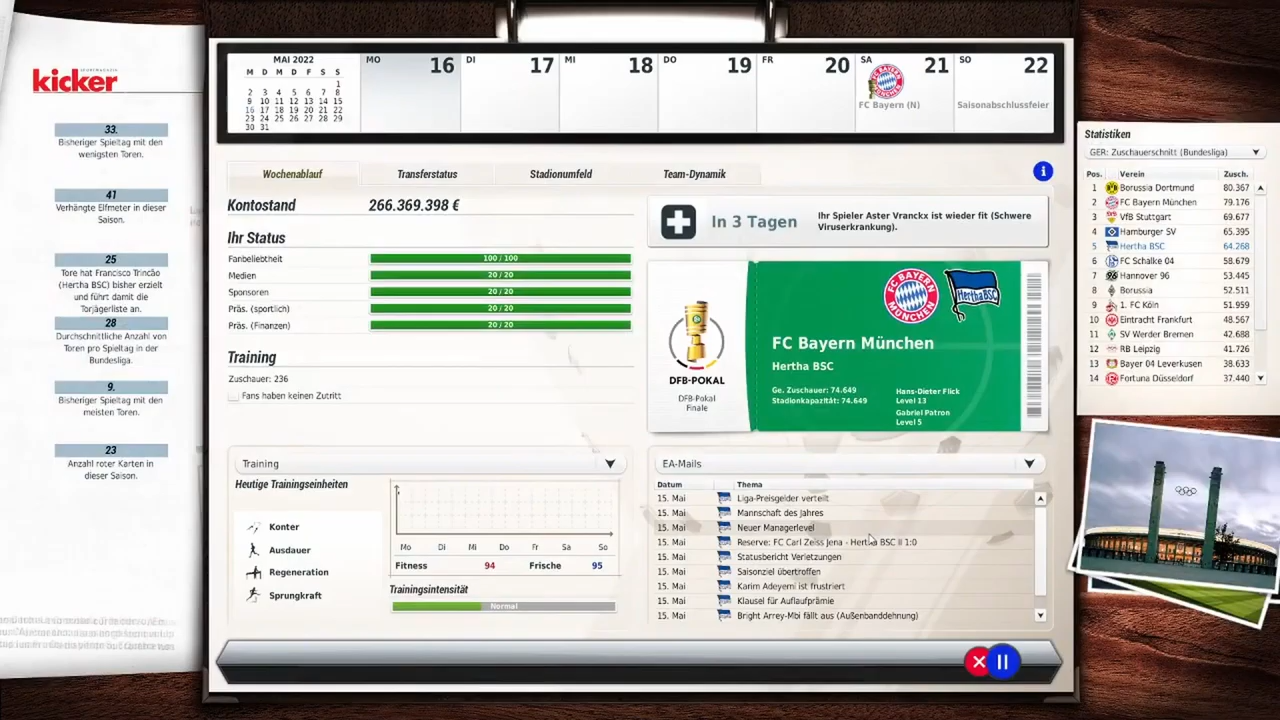 SPORTMAGAZIN
kicker
33.
Bisheriger Spieltag mit den
wenigsten Toren.
41
Verhängte Elfmeter in dieser
Saison.
25
Tore hat Francisco Trincão
(Hertha BSC) bisher erzielt
und führt damit die
Torjägerliste an.
28
Durchschnittliche Anzahl von
Toren pro Spieltag in der
Bundesliga.
9.
Bisheriger Spieltag mit den
meisten Toren.
23
Anzahl roter Karten in
dieser Saison.
MAI 2022
M D M D F S S
1
2 3 4 5 6 7 8
9 10 11 12 13 14 15
16 17 18 19 20 21 22
23 24 25 26 27 28 29
30 31
MO 16
DI 17
MI 18
DO 19
FR 20
SA 21
FC Bayern (N)
SO 22
Saisonabschlussfeier
Wochenablauf Transferstatus Stadionumfeld Team-Dynamik
i
Kontostand 266.369.398 €
Ihr Status
Fanbeliebtheit 100 / 100
Medien 20 / 20
Sponsoren 20 / 20
Präs. (sportlich) 20 / 20
Präs. (Finanzen) 20 / 20
Training
Zuschauer: 236
Fans haben keinen Zutritt
In 3 Tagen
Ihr Spieler Aster Vranckx ist wieder fit (Schwere
Viruserkrankung).
DFB-POKAL
DFB-Pokal
Finale
FC BAYERN
MÜNCHEN
Hertha BSC
FC Bayern München
Hertha BSC
Ge. Zuschauer: 74.649
Stadionkapazität: 74.649
Hans-Dieter Flick
Level 13
Gabriel Patron
Level 5
Training
Heutige Trainingseinheiten
Konter
Ausdauer
Regeneration
Sprungkraft
Mo Di Mi Do Fr Sa So
Fitness 94 Frische 95
Trainingsintensität
Normal
EA-Mails
Datum Thema
15. Mai Liga-Preisgelder verteilt
15. Mai Mannschaft des Jahres
15. Mai Neuer Managerlevel
15. Mai Reserve: FC Carl Zeiss Jena - Hertha BSC II 1:0
15. Mai Statusbericht Verletzungen
15. Mai Saisonziel übertroffen
15. Mai Karim Adeyemi ist frustriert
15. Mai Klausel für Auflaufprämie
15. Mai Bright Arrey-Mbi fällt aus (Außenbanddehnung)
Statistiken
GER: Zuschauerschnitt (Bundesliga)
Pos. Verein Zusch.
1 Borussia Dortmund 80.367
2 FC Bayern München 79.176
3 VfB Stuttgart 69.677
4 Hamburger SV 65.395
5 Hertha BSC 64.268
6 FC Schalke 04 58.679
7 Hannover 96 53.445
8 Borussia 52.511
9 1. FC Köln 51.959
10 Eintracht Frankfurt 48.567
11 SV Werder Bremen 42.688
12 RB Leipzig 41.726
13 Bayer 04 Leverkusen 38.633
14 Fortuna Düsseldorf 37.440